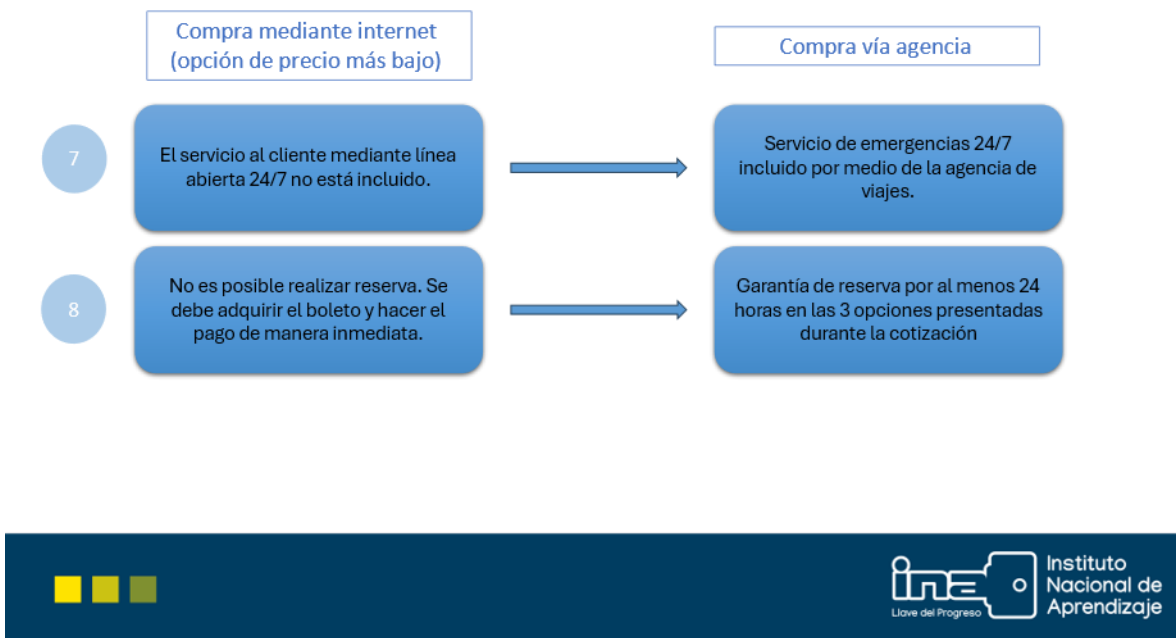 Compra mediante internet
(opción de precio más bajo)
Compra vía agencia
7
El servicio al cliente mediante línea
abierta 24/7 no está incluido.
Servicio de emergencias 24/7
incluido por medio de la agencia de
viajes.
8
No es posible realizar reserva. Se
debe adquirir el boleto y hacer el
pago de manera inmediata.
Garantía de reserva por al menos 24
horas en las 3 opciones presentadas
durante la cotización
ina
Llave del Progreso
Instituto
Nacional de
Aprendizaje